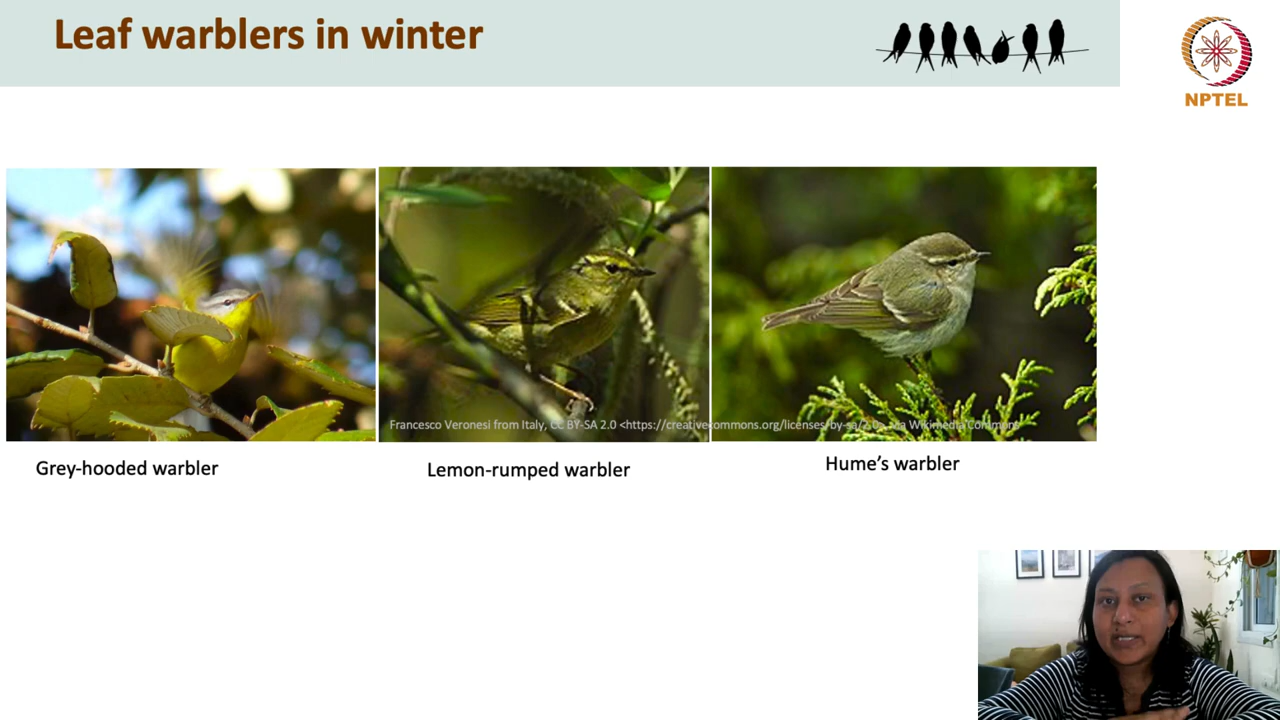 Leaf warblers in winter
NPTEL
Francesco Veronesi from Italy, CC BY-SA 2.0 <https://creativecommons.org/licenses/by-sa/2.0>, via Wikimedia Commons
Grey-hooded warbler
Lemon-rumped warbler
Hume's warbler